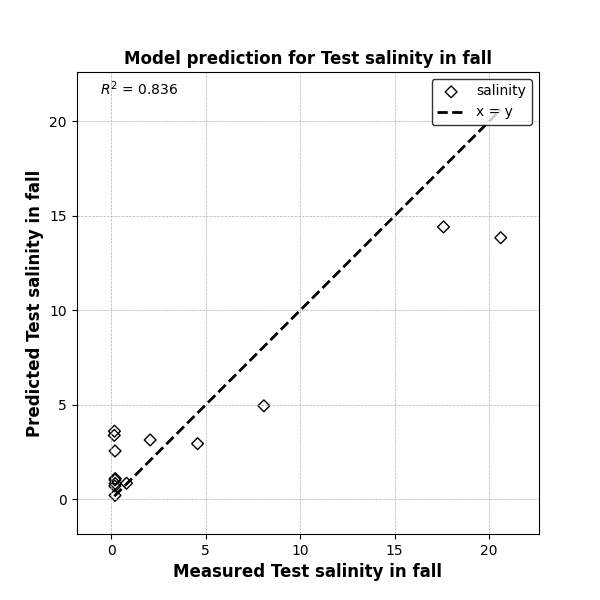 Model prediction for Test salinity in fall
R² = 0.836
salinity
x = y
Predicted Test salinity in fall
20
15
10
5
0
0 5 10 15 20
Measured Test salinity in fall